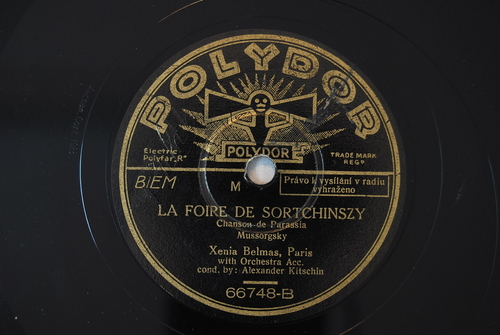 POLYDOR
POLYDOR
Electric
"Polyfar R"
TRADE MARK
REGD
BIEM
M
Právo k vysílání v radiu
vyhraženo
LA FOIRE DE SORTCHINSZY
Chanson de Parassia
Mussorgsky
Xenia Belmas, Paris
with Orchestra Acc.
cond. by: Alexander Kitschin
66748-B